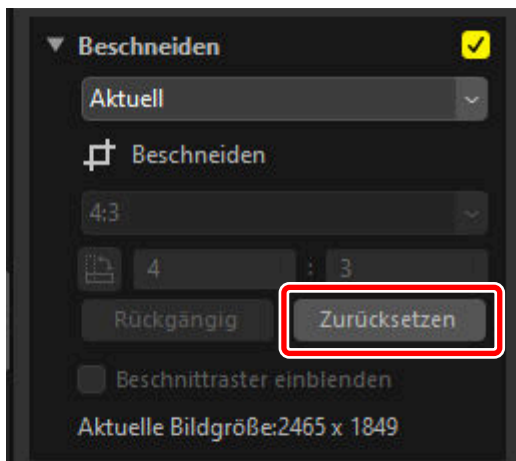 Beschneiden
Aktuell
Beschneiden
4:3
4 : 3
Rückgängig Zurücksetzen
Beschnittraster einblenden
Aktuelle Bildgröße:2465 x 1849